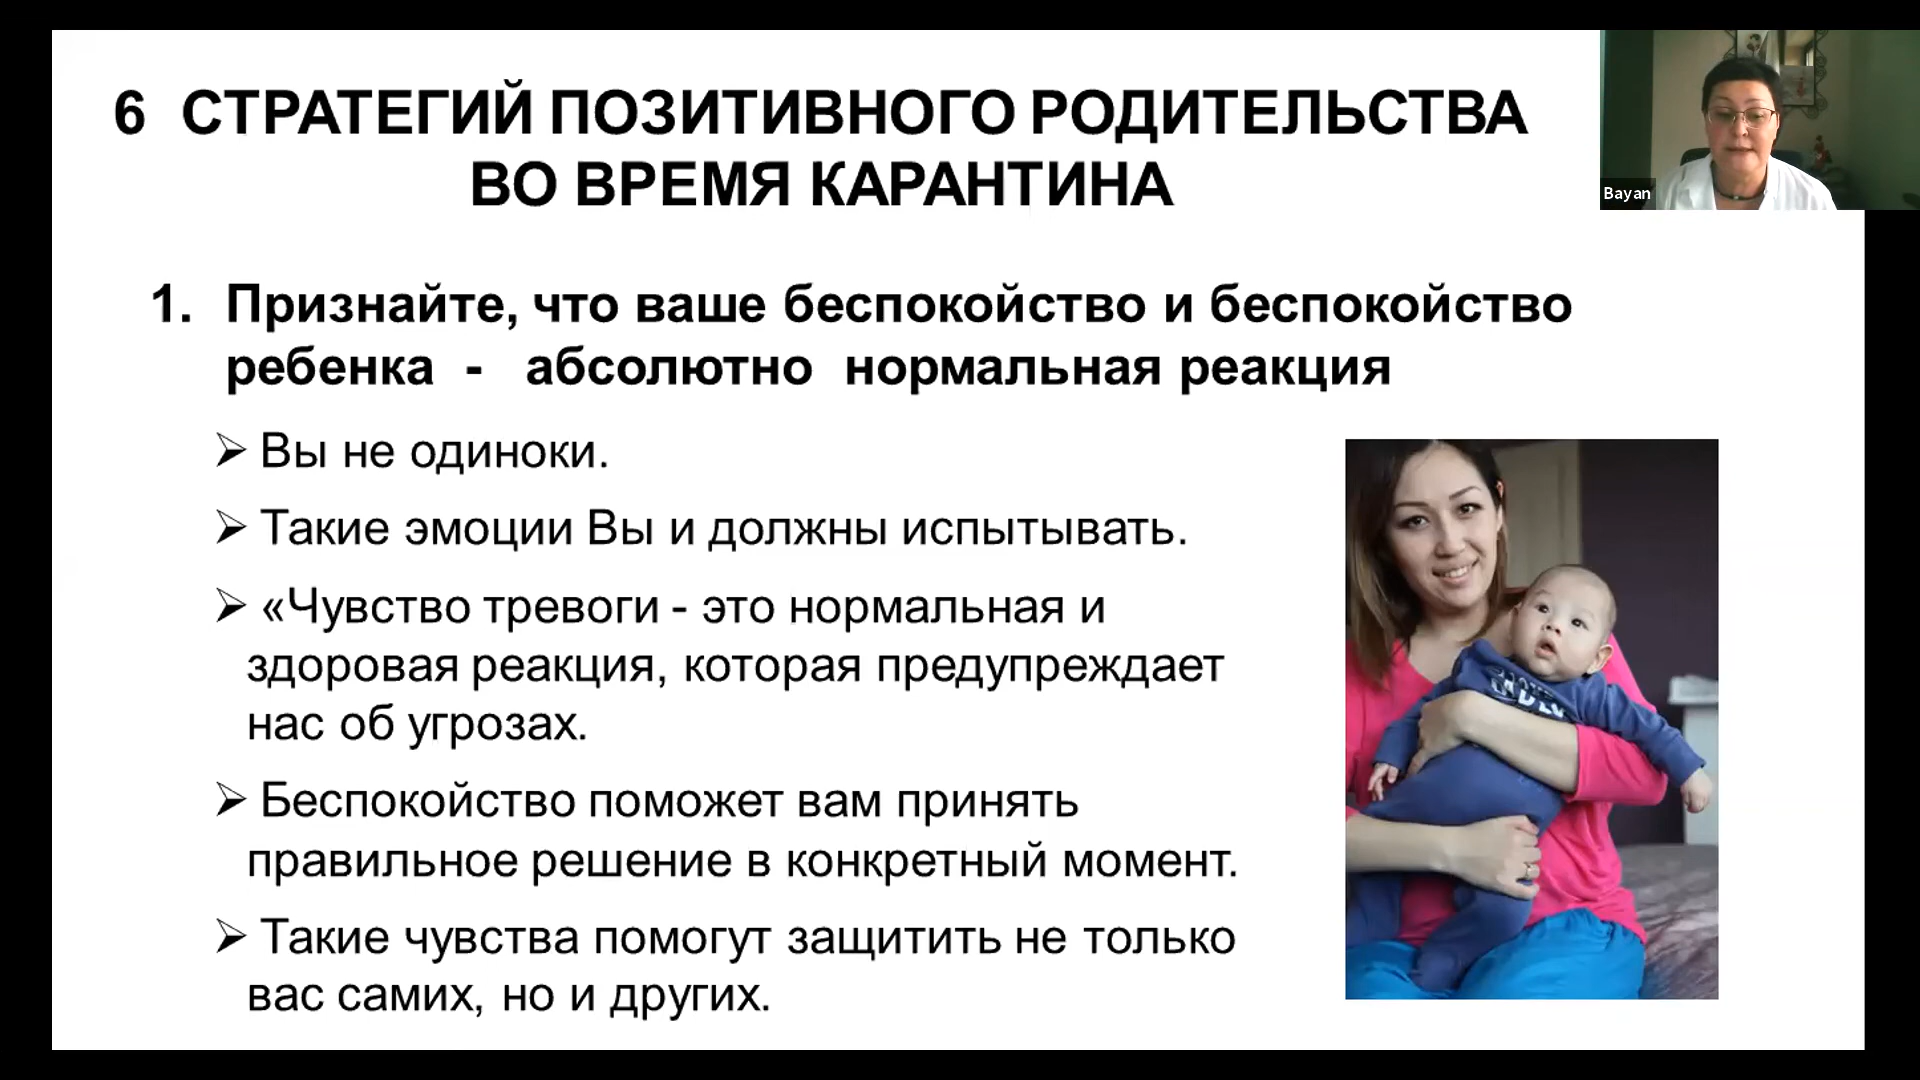 6 СТРАТЕГИЙ ПОЗИТИВНОГО РОДИТЕЛЬСТВА
ВО ВРЕМЯ КАРАНТИНА
Bayan
1. Признайте, что ваше беспокойство и беспокойство
ребенка - абсолютно нормальная реакция
➢ Вы не одиноки.
➢ Такие эмоции Вы и должны испытывать.
➢ «Чувство тревоги - это нормальная и
здоровая реакция, которая предупреждает
нас об угрозах.
➢ Беспокойство поможет вам принять
правильное решение в конкретный момент.
➢ Такие чувства помогут защитить не только
вас самих, но и других.